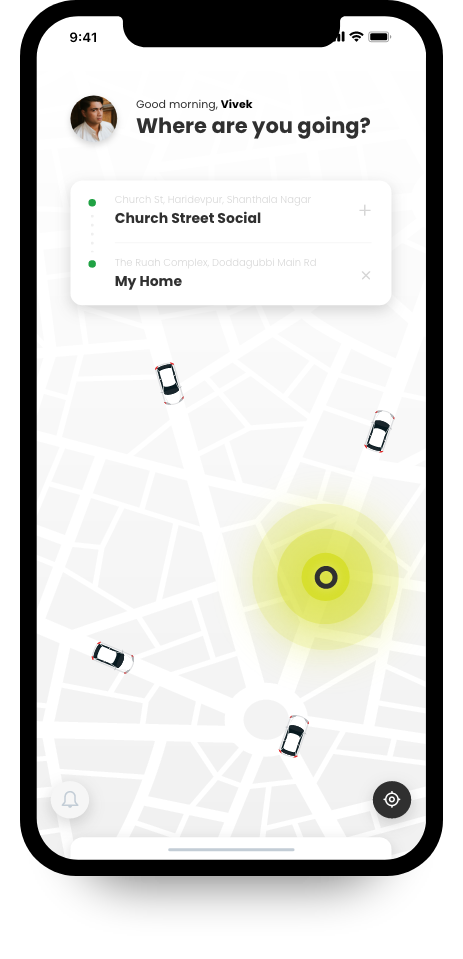 9:41
Good morning, Vivek
Where are you going?
Church St, Haridevpur, Shanthala Nagar
Church Street Social
The Ruah Complex, Doddagubbi Main Rd
My Home